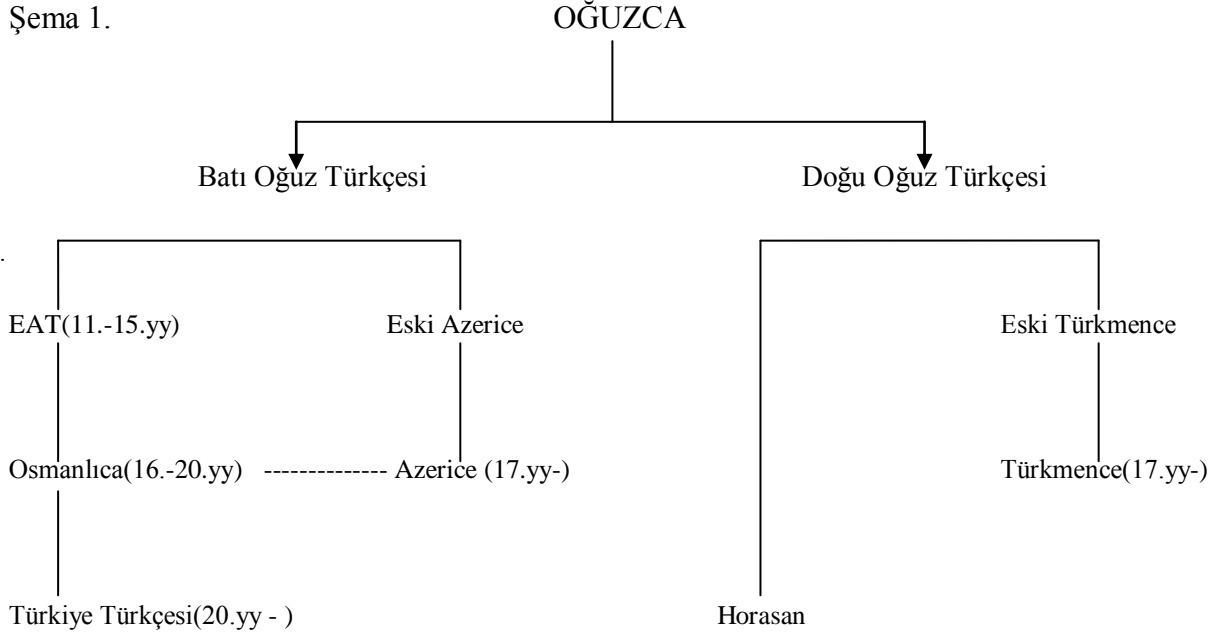 Şema 1. OĞUZCA
Batı Oğuz Türkçesi Doğu Oğuz Türkçesi
EAT(11.-15.yy) Eski Azerice Eski Türkmence
Osmanlıca(16.-20.yy) -------------- Azerice (17.yy-) Türkmence(17.yy-)
Türkiye Türkçesi(20.yy - ) Horasan